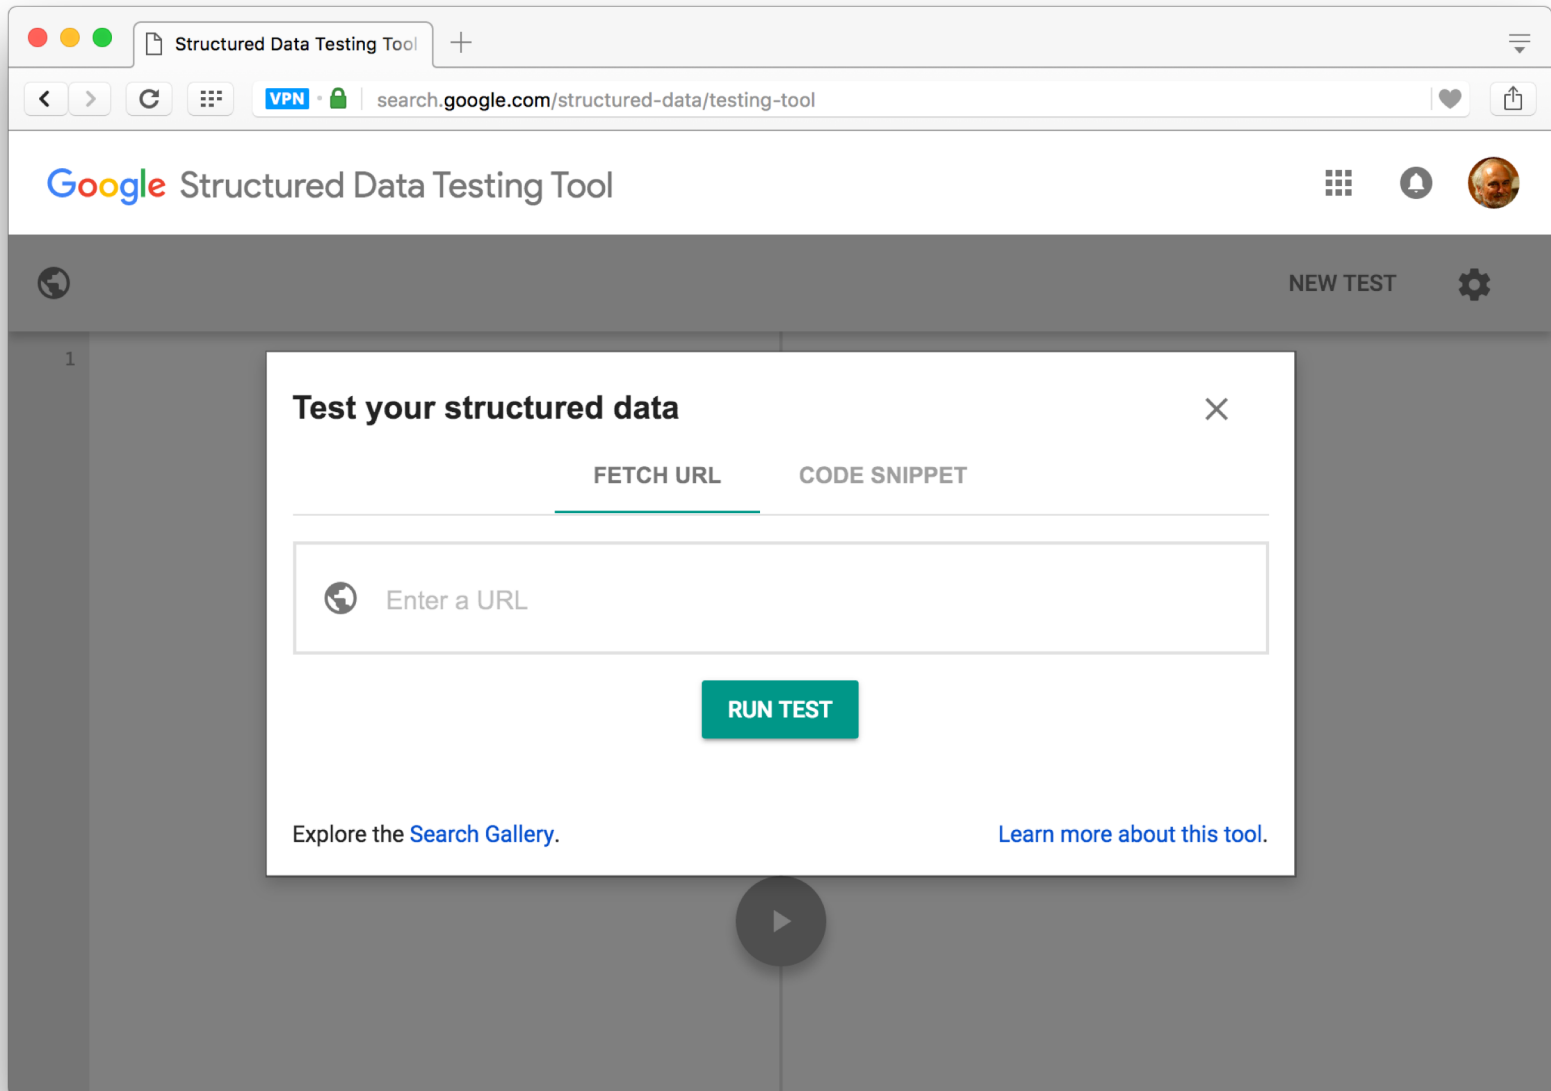 Structured Data Testing Tool
VPN
search.google.com/structured-data/testing-tool
Google Structured Data Testing Tool
NEW TEST
1
Test your structured data
FETCH URL
CODE SNIPPET
Enter a URL
RUN TEST
Explore the Search Gallery.
Learn more about this tool.